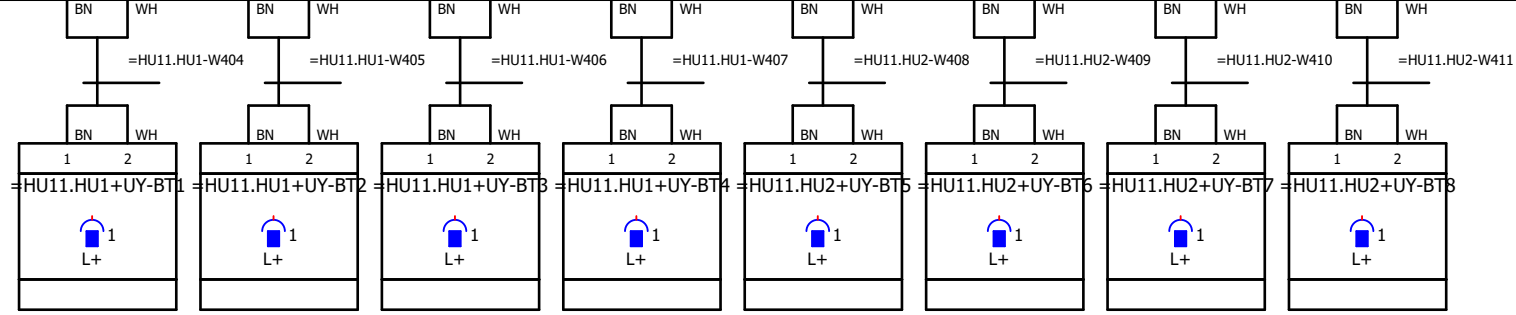 BN WH BN WH BN WH BN WH BN WH BN WH BN WH BN WH
=HU11.HU1-W404 =HU11.HU1-W405 =HU11.HU1-W406 =HU11.HU1-W407 =HU11.HU2-W408 =HU11.HU2-W409 =HU11.HU2-W410 =HU11.HU2-W411
BN WH BN WH BN WH BN WH BN WH BN WH BN WH BN WH
1 2 1 2 1 2 1 2 1 2 1 2 1 2 1 2
=HU11.HU1+UY-BT1 =HU11.HU1+UY-BT2 =HU11.HU1+UY-BT3 =HU11.HU1+UY-BT4 =HU11.HU2+UY-BT5 =HU11.HU2+UY-BT6 =HU11.HU2+UY-BT7 =HU11.HU2+UY-BT8
1 1 1 1 1 1 1 1
L+ L+ L+ L+ L+ L+ L+ L+